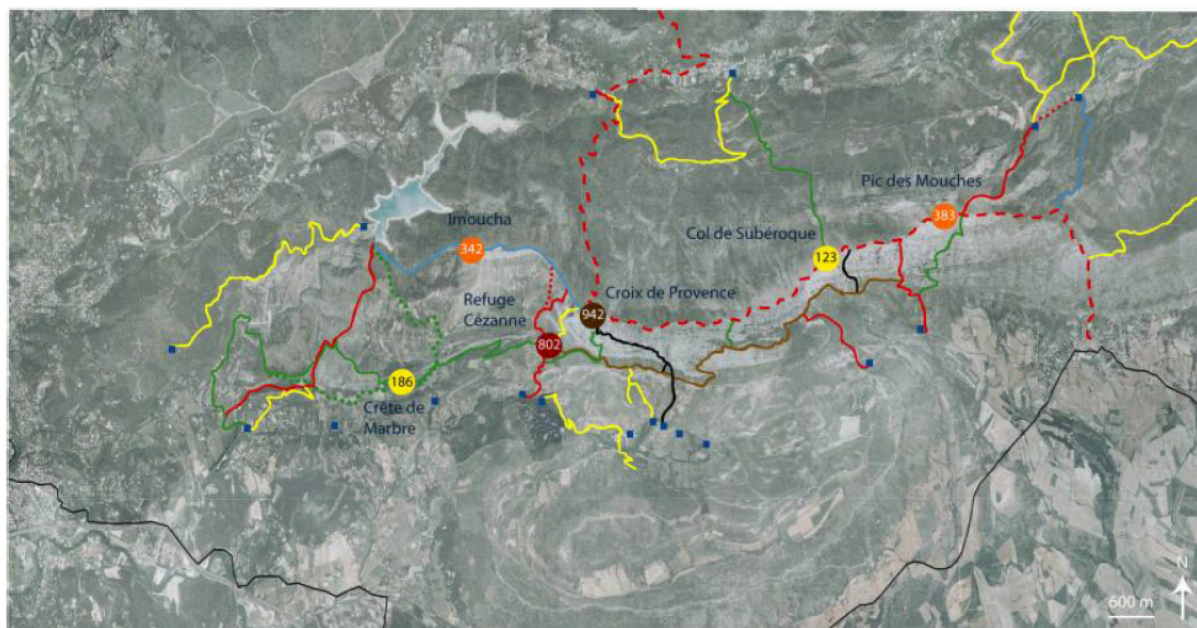 Pic des Mouches
383
Imoucha
342
Col de Subéroque
123
Refuge
Cézanne
802
Croix de Provence
942
186
Crête de
Marbre
N
600 m